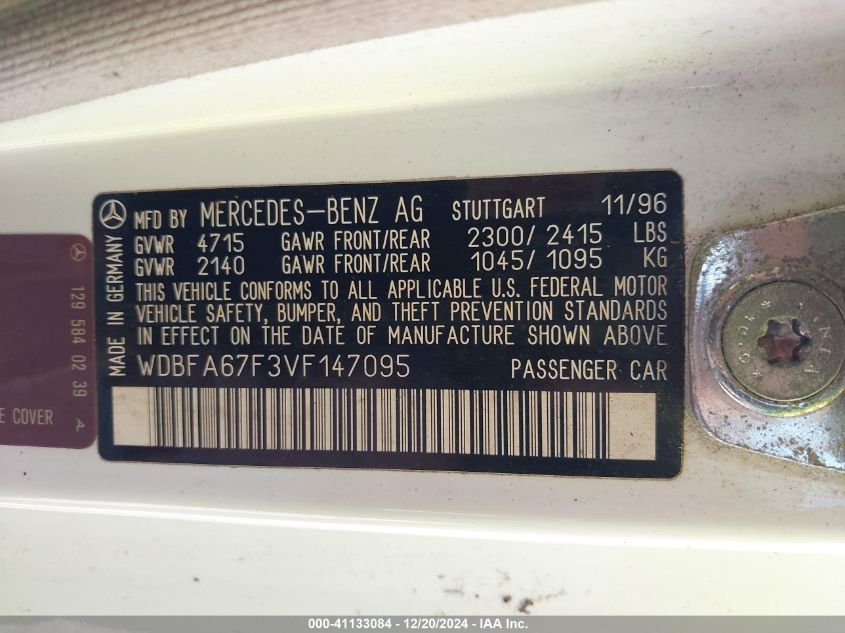 MADE IN GERMANY
MFD BY MERCEDES-BENZ AG STUTTGART 11/96
GVWR 4715 GAWR FRONT/REAR 2300/2415 LBS
GVWR 2140 GAWR FRONT/REAR 1045/1095 KG
THIS VEHICLE CONFORMS TO ALL APPLICABLE U.S. FEDERAL MOTOR
VEHICLE SAFETY, BUMPER, AND THEFT PREVENTION STANDARDS
IN EFFECT ON THE DATE OF MANUFACTURE SHOWN ABOVE
WDBFA67F3VF147095 PASSENGER CAR
129 584 02 39 A
E COVER
000-41133084 - 12/20/2024 - IAA Inc.